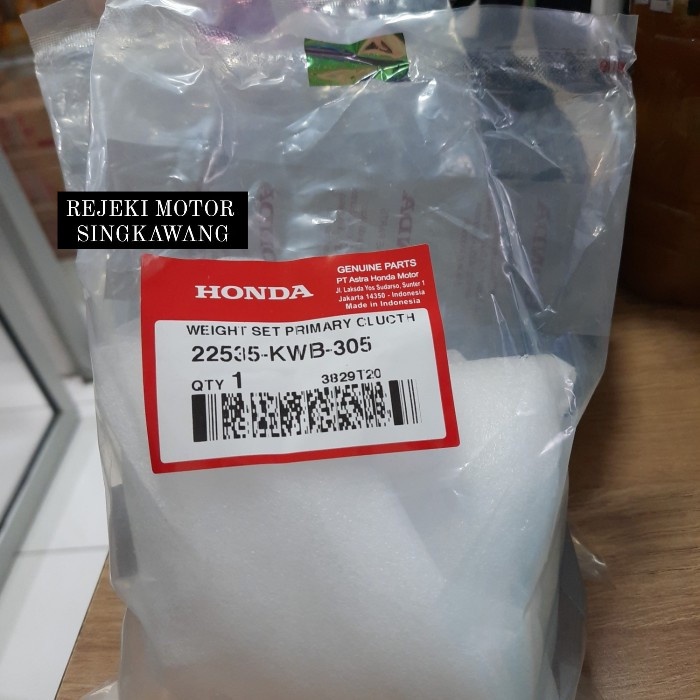 REJEKI MOTOR
SINGKAWANG
HONDA
GENUINE PARTS
PT Astra Honda Motor
Jl. Laksda Yos Sudarso, Sunter 1
Jakarta 14350 - Indonesia
Made in Indonesia
WEIGHT SET PRIMARY CLUCTH
22535-KWB-305
QTY 1
3829T20
HONDA